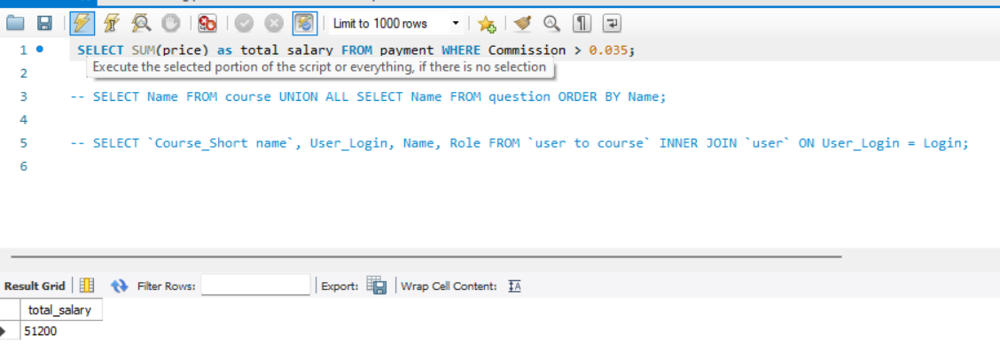 Limit to 1000 rows
1 SELECT SUM(price) as total_salary FROM payment WHERE Commission > 0.035;
Execute the selected portion of the script or everything, if there is no selection
2
3 -- SELECT Name FROM course UNION ALL SELECT Name FROM question ORDER BY Name;
4
5 -- SELECT `Course_Short name`, User_Login, Name, Role FROM `user to course` INNER JOIN `user` ON User_Login = Login;
6
Result Grid Filter Rows: Export: Wrap Cell Content:
total_salary
51200